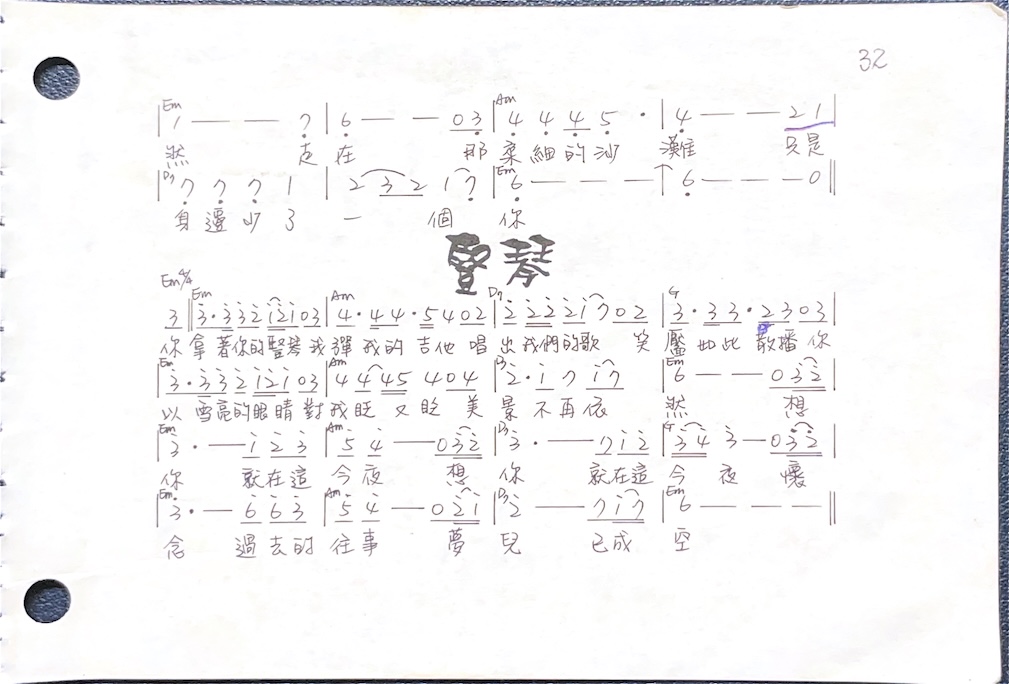 32
Em Am
1 — — 7 | 6 — — 0 3 | 4 4 4 5 · | 4 — — 2 1 |
然 走 在 那 柔 細 的 沙 灘 只是
D7 Em
7 7 7 1 | 2 3 2 1 7 | 6 — — — | 6 — — — 0 ‖
身 邊 少 了 一 個 你
豎琴
Em 4/4 Em Am D7 G
3 ‖ 3 · 3 3 2 1 2 1 0 3 | 4 · 4 4 · 5 4 0 2 | 2 2 2 2 1 7 0 2 | 3 · 3 3 · 2 3 0 3 |
你 拿 著 你 的 豎 琴 我 彈 我 的 吉 他 唱 出 我 們 的 歌 笑 靨 如 此 散 播 你
Em Am D7 Em
3 · 3 3 2 1 2 1 0 3 | 4 4 4 5 4 0 4 | 2 · 1 7 1 7 | 6 — — 0 3 2 |
以 雪 亮 的 眼 睛 對 我 眨 又 眨 美 景 不 再 依 然 想
Em Am D7 G
3 · — 1 2 3 | 5 4 — 0 3 2 | 3 · — 7 1 2 | 3 4 3 — 0 3 2 |
你 就 在 這 今 夜 想 你 就 在 這 今 夜 懷
Em Am D7 Em
3 · — 6 6 3 | 5 4 — 0 2 1 | 2 — 7 1 7 | 6 — — — ‖
念 過 去 的 往 事 夢 兒 已 成 空